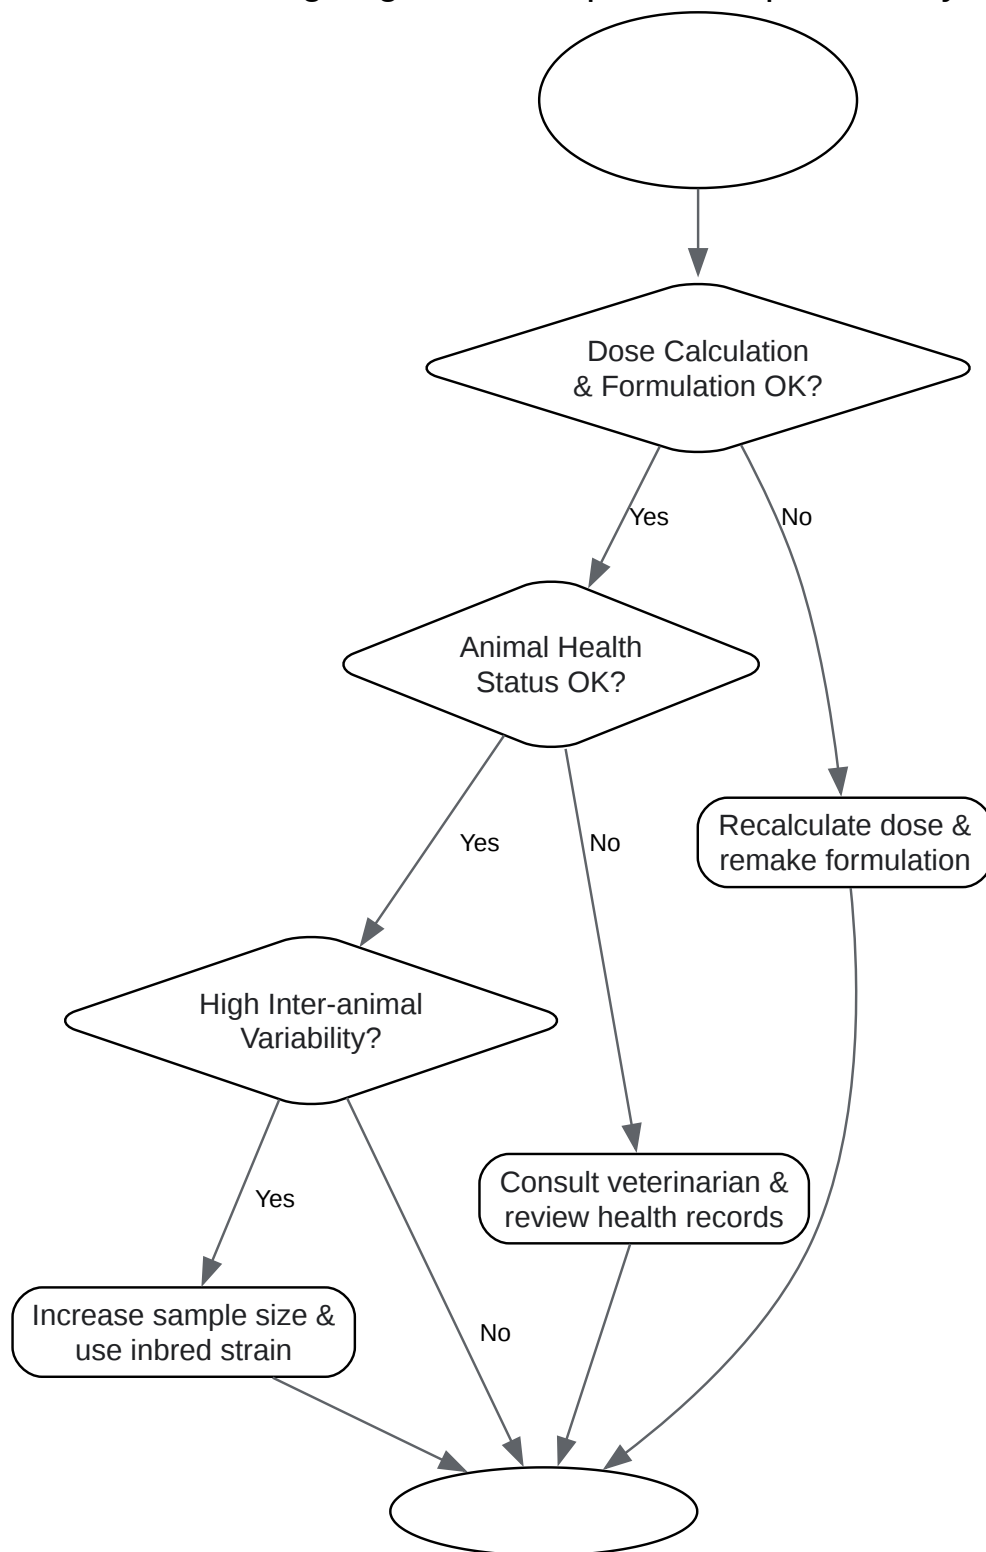 Dose Calculation
& Formulation OK?
Yes
No
Animal Health
Status OK?
Recalculate dose &
remake formulation
Yes
No
High Inter-animal
Variability?
Consult veterinarian &
review health records
Yes
Increase sample size &
use inbred strain
No